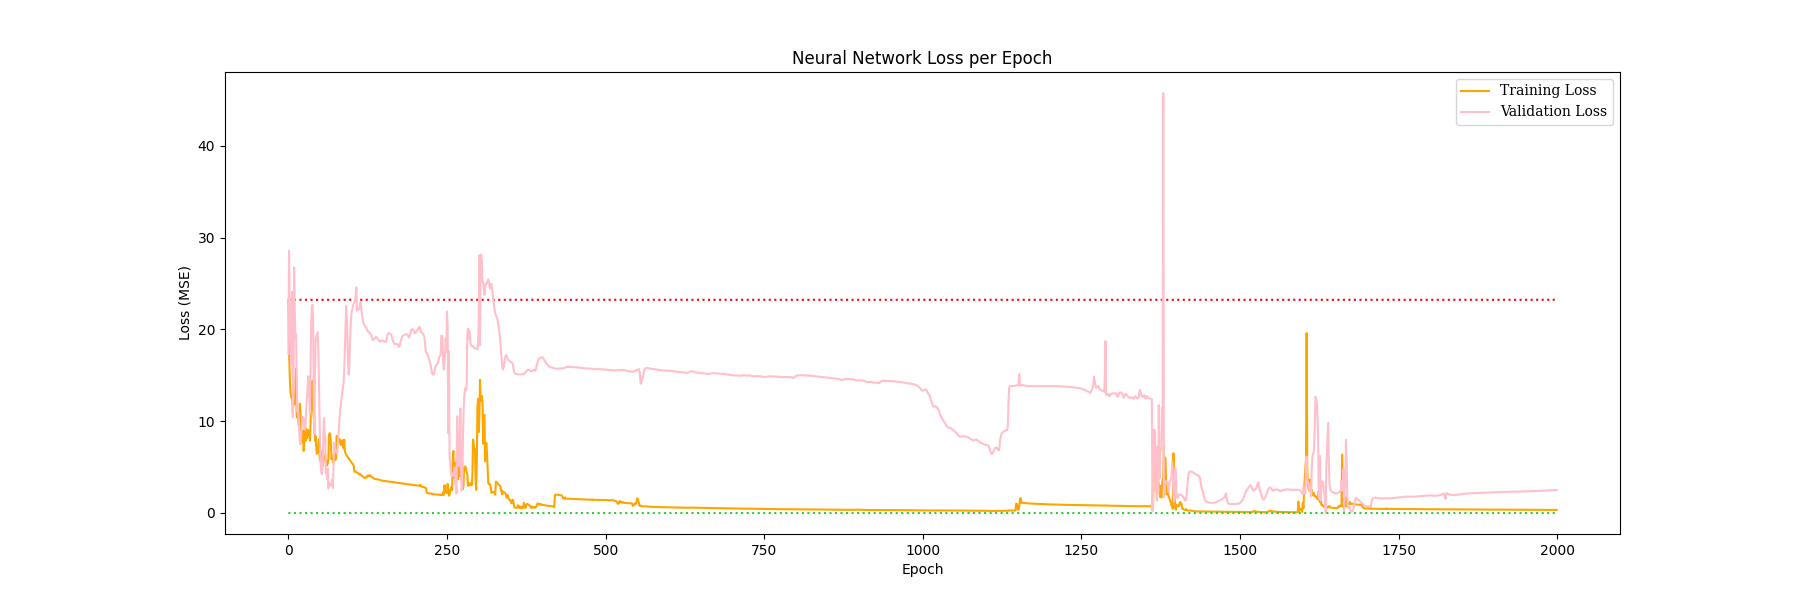 Neural Network Loss per Epoch
Training Loss
Validation Loss
Loss (MSE)
40
30
20
10
0
0 250 500 750 1000 1250 1500 1750 2000
Epoch